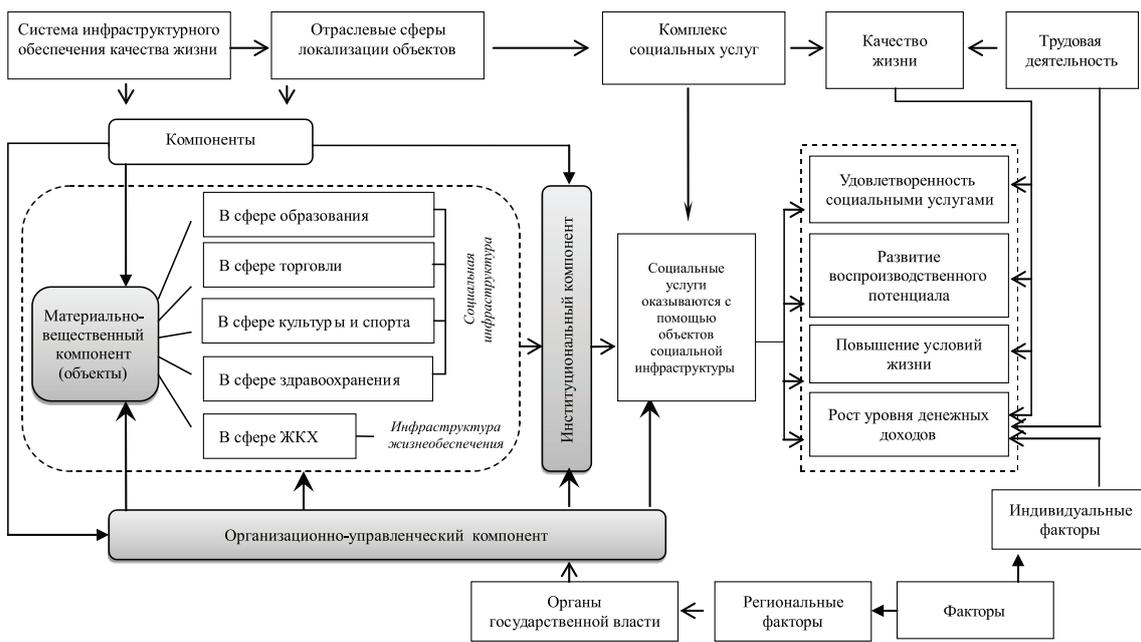 Система инфраструктурного
обеспечения качества жизни
Отраслевые сферы
локализации объектов
Комплекс
социальных услуг
Качество
жизни
Трудовая
деятельность
Компоненты
Материально-
вещественный
компонент
(объекты)
В сфере образования
В сфере торговли
В сфере культуры и спорта
В сфере здравоохранения
В сфере ЖКХ
Социальная
инфраструктура
Инфраструктура
жизнеобеспечения
Институциональный компонент
Социальные
услуги
оказываются с
помощью
объектов
социальной
инфраструктуры
Удовлетворенность
социальными услугами
Развитие
воспроизводственного
потенциала
Повышение условий
жизни
Рост уровня денежных
доходов
Организационно-управленческий компонент
Индивидуальные
факторы
Органы
государственной власти
Региональные
факторы
Факторы